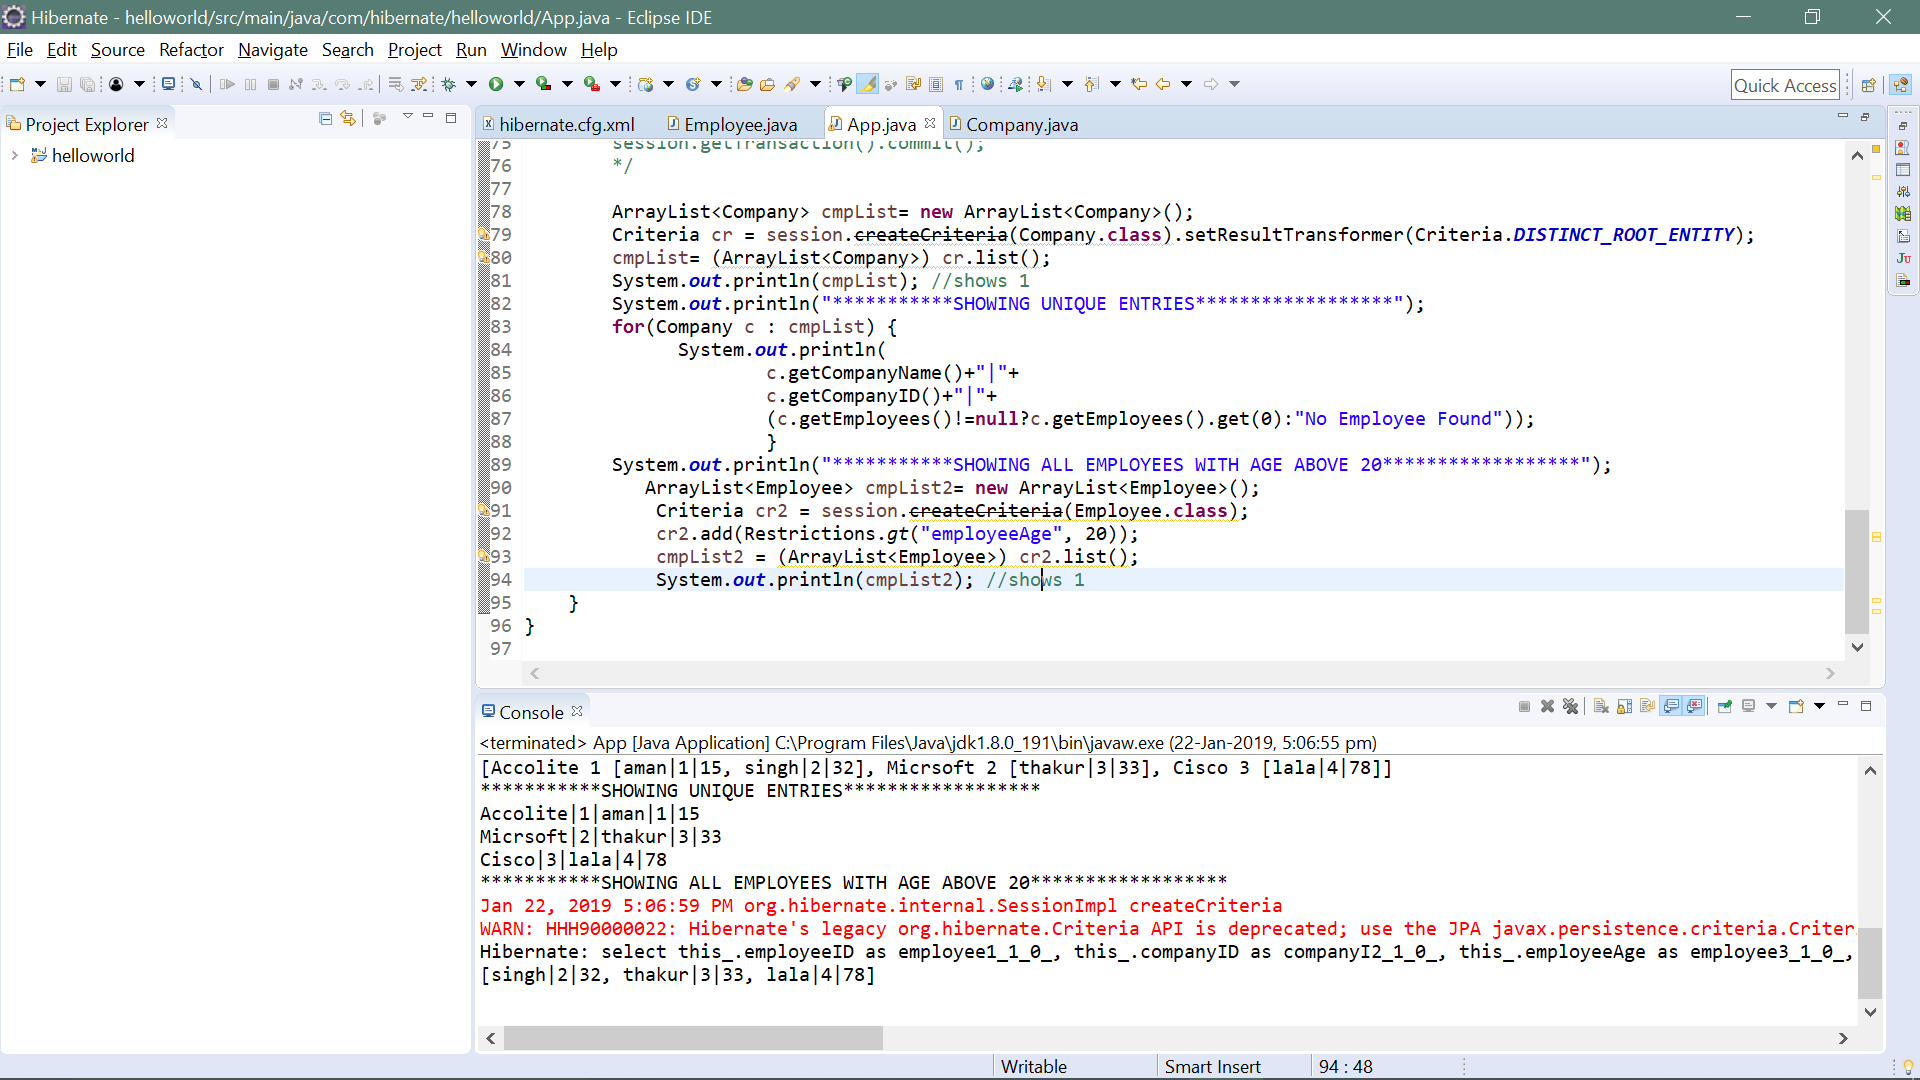 Hibernate - helloworld/src/main/java/com/hibernate/helloworld/App.java - Eclipse IDE
File Edit Source Refactor Navigate Search Project Run Window Help
Quick Access
Project Explorer
helloworld
hibernate.cfg.xml Employee.java App.java Company.java
75 session.getTransaction().commit();
76 */
77
78 ArrayList<Company> cmpList= new ArrayList<Company>();
79 Criteria cr = session.createCriteria(Company.class).setResultTransformer(Criteria.DISTINCT_ROOT_ENTITY);
80 cmpList= (ArrayList<Company>) cr.list();
81 System.out.println(cmpList); //shows 1
82 System.out.println("***********SHOWING UNIQUE ENTRIES******************");
83 for(Company c : cmpList) {
84 System.out.println(
85 c.getCompanyName()+"|"+
86 c.getCompanyID()+"|"+
87 (c.getEmployees()!=null?c.getEmployees().get(0):"No Employee Found"));
88 }
89 System.out.println("***********SHOWING ALL EMPLOYEES WITH AGE ABOVE 20******************");
90 ArrayList<Employee> cmpList2= new ArrayList<Employee>();
91 Criteria cr2 = session.createCriteria(Employee.class);
92 cr2.add(Restrictions.gt("employeeAge", 20));
93 cmpList2 = (ArrayList<Employee>) cr2.list();
94 System.out.println(cmpList2); //shows 1
95 }
96 }
97
Console
<terminated> App [Java Application] C:\Program Files\Java\jdk1.8.0_191\bin\javaw.exe (22-Jan-2019, 5:06:55 pm)
[Accolite 1 [aman|1|15, singh|2|32], Micrsoft 2 [thakur|3|33], Cisco 3 [lala|4|78]]
***********SHOWING UNIQUE ENTRIES******************
Accolite|1|aman|1|15
Micrsoft|2|thakur|3|33
Cisco|3|lala|4|78
***********SHOWING ALL EMPLOYEES WITH AGE ABOVE 20******************
Jan 22, 2019 5:06:59 PM org.hibernate.internal.SessionImpl createCriteria
WARN: HHH90000022: Hibernate's legacy org.hibernate.Criteria API is deprecated; use the JPA javax.persistence.criteria.Criter
Hibernate: select this_.employeeID as employee1_1_0_, this_.companyID as companyI2_1_0_, this_.employeeAge as employee3_1_0_,
[singh|2|32, thakur|3|33, lala|4|78]
Writable Smart Insert 94 : 48